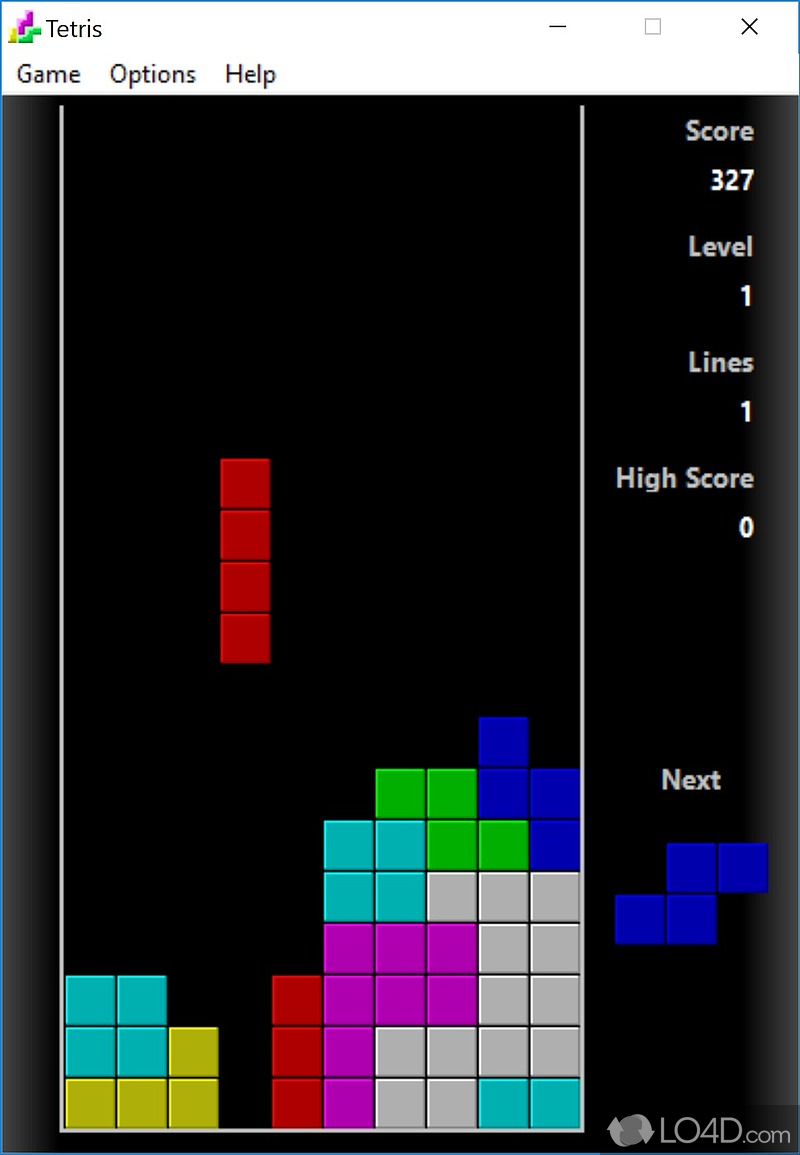 Tetris
Game Options Help
Score
327
Level
1
Lines
1
High Score
0
Next
LO4D.com